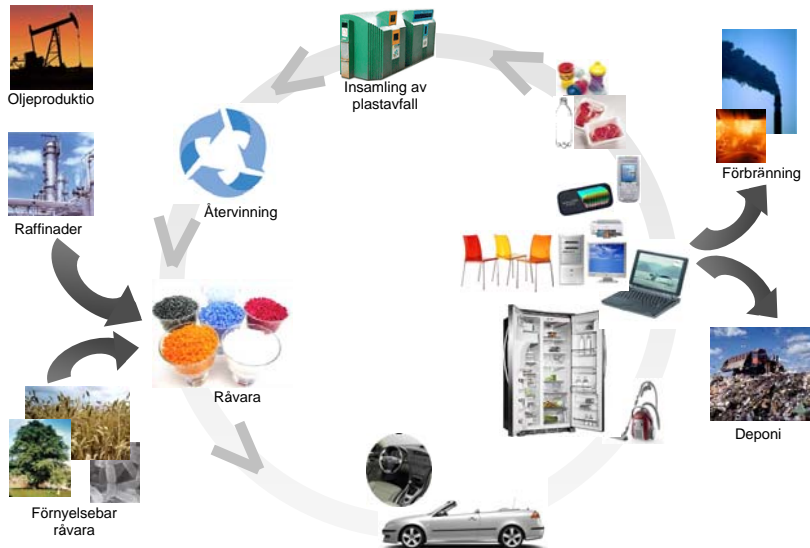 Oljeproduktio
Insamling av
plastavfall
Förbränning
Återvinning
Raffinader
Råvara
Deponi
Förnyelsebar
råvara